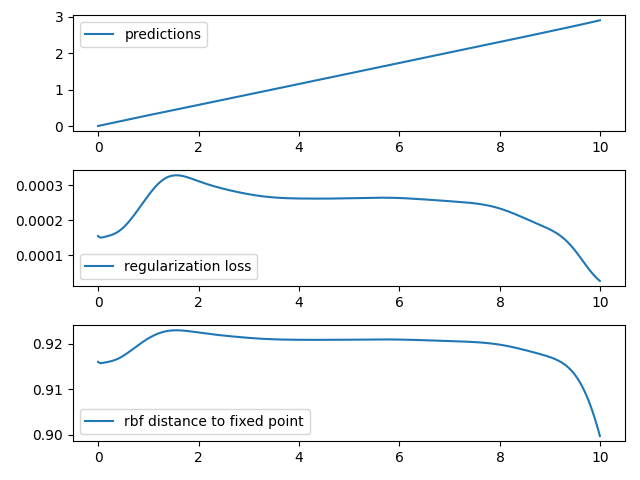 3
2
1
0
predictions
0 2 4 6 8 10
0.0003
0.0002
0.0001
regularization loss
0 2 4 6 8 10
0.92
0.91
0.90
rbf distance to fixed point
0 2 4 6 8 10